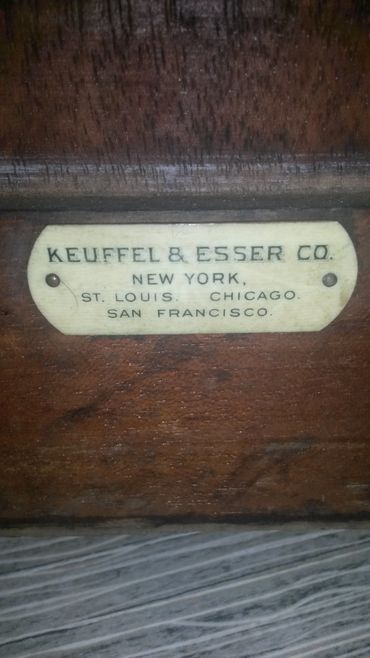 KEUFFEL & ESSER CO.
NEW YORK,
ST. LOUIS. CHICAGO.
SAN FRANCISCO.